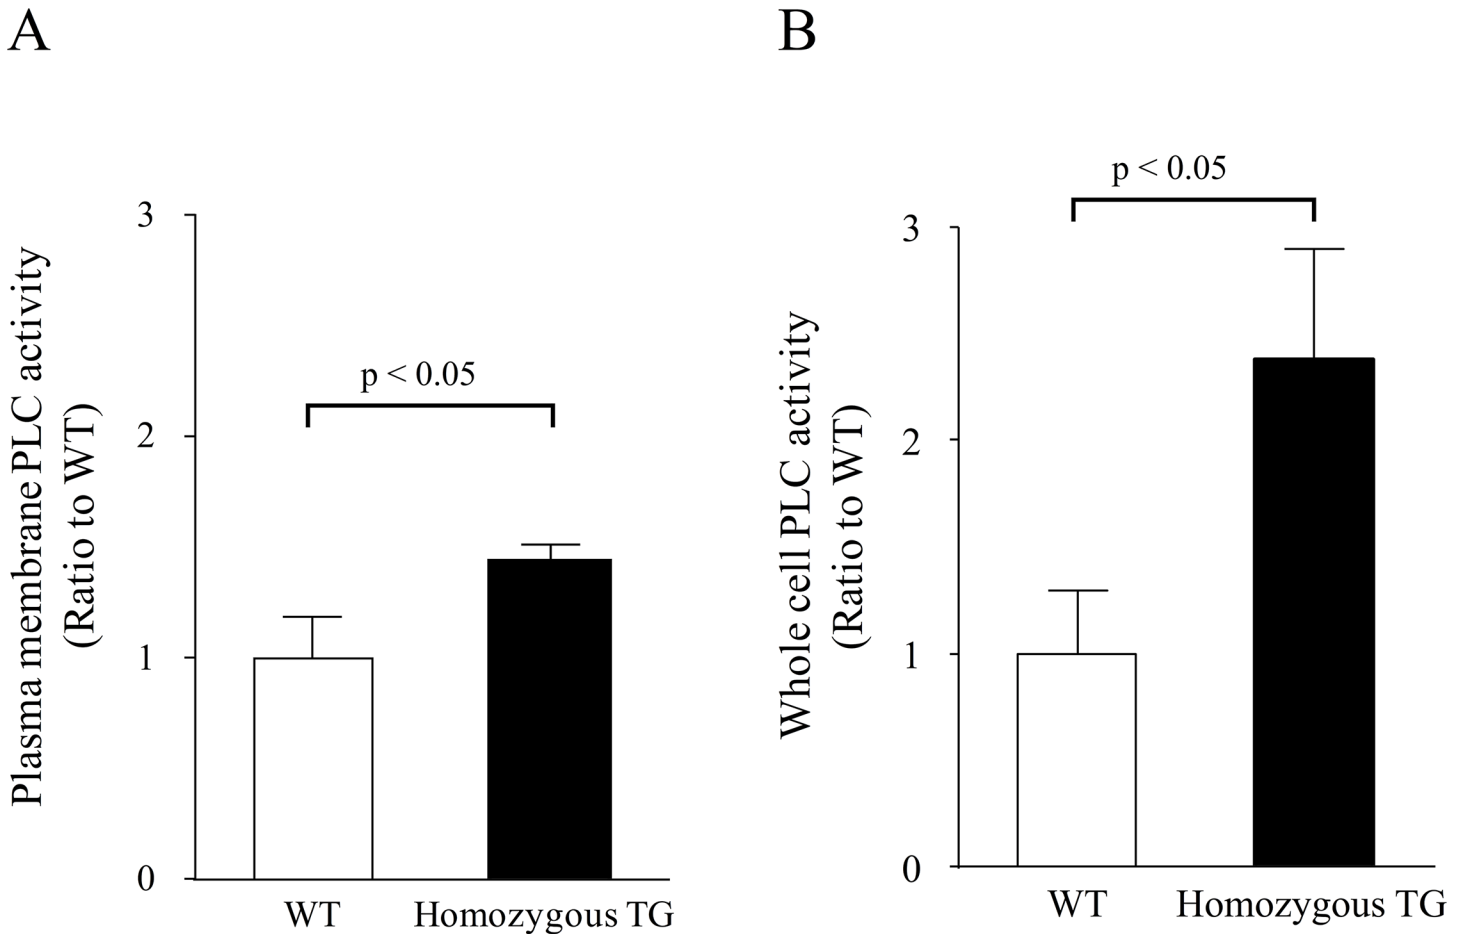 A
Plasma membrane PLC activity
(Ratio to WT)
3
2
1
0
p < 0.05
WT
Homozygous TG
B
Whole cell PLC activity
(Ratio to WT)
3
2
1
0
p < 0.05
WT
Homozygous TG